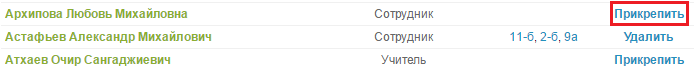 Архипова Любовь Михайловна Сотрудник Прикрепить
Астафьев Александр Михайлович Сотрудник 11-б, 2-б, 9а Удалить
Атхаев Очир Сангаджиевич Учитель Прикрепить